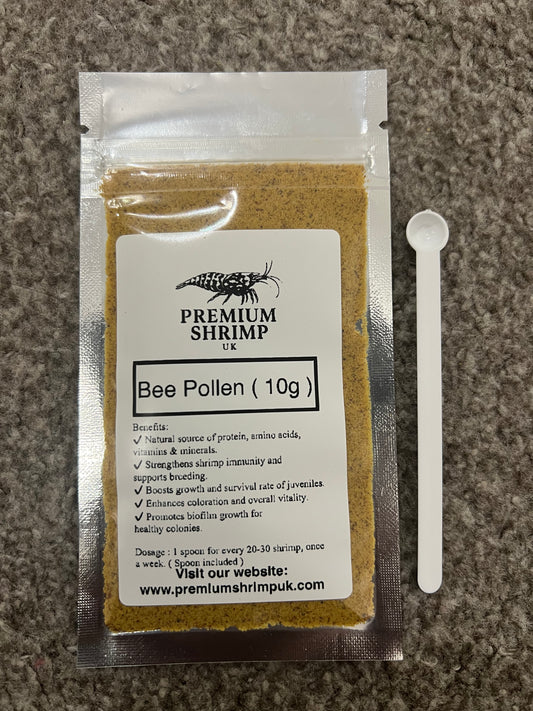 PREMIUM
SHRIMP
UK
Bee Pollen ( 10g )
Benefits:
✓ Natural source of protein, amino acids,
vitamins & minerals.
✓ Strengthens shrimp immunity and
supports breeding.
✓ Boosts growth and survival rate of juveniles.
✓ Enhances coloration and overall vitality.
✓ Promotes biofilm growth for
healthy colonies.
Dosage : 1 spoon for every 20-30 shrimp, once
a week. ( Spoon included )
Visit our website:
www.premiumshrimpuk.com